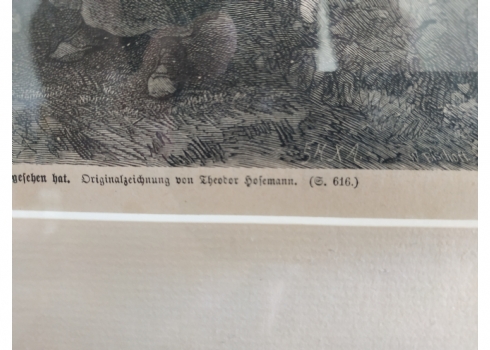 gesehen hat. Originalzeichnung von Theodor Hosemann. (S. 616.)